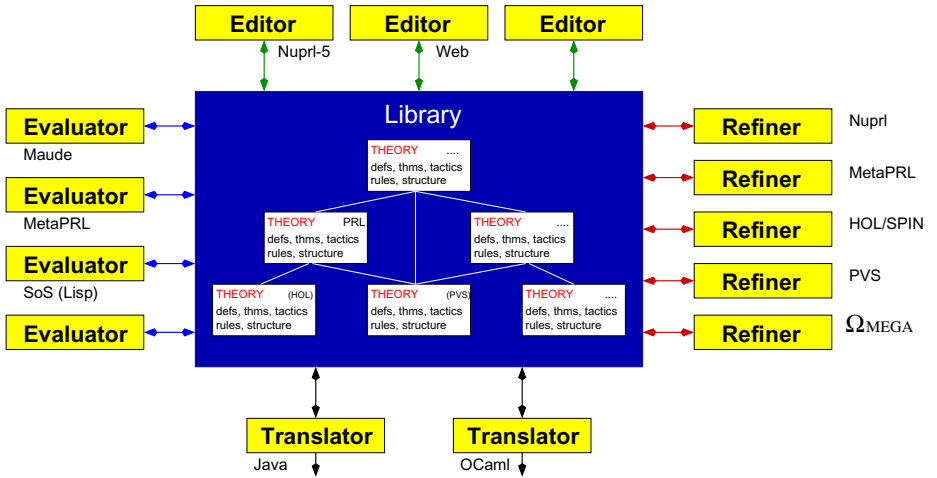 Editor
Editor
Editor
Nuprl-5
Web
Library
Evaluator
Maude
Evaluator
MetaPRL
Evaluator
SoS (Lisp)
Evaluator
THEORY ....
defs, thms, tactics
rules, structure
THEORY PRL
defs, thms, tactics
rules, structure
THEORY ....
defs, thms, tactics
rules, structure
THEORY (HOL)
defs, thms, tactics
rules, structure
THEORY (PVS)
defs, thms, tactics
rules, structure
THEORY ....
defs, thms, tactics
rules, structure
Refiner Nuprl
Refiner MetaPRL
Refiner HOL/SPIN
Refiner PVS
Refiner ΩMEGA
Translator
Java
Translator
OCaml